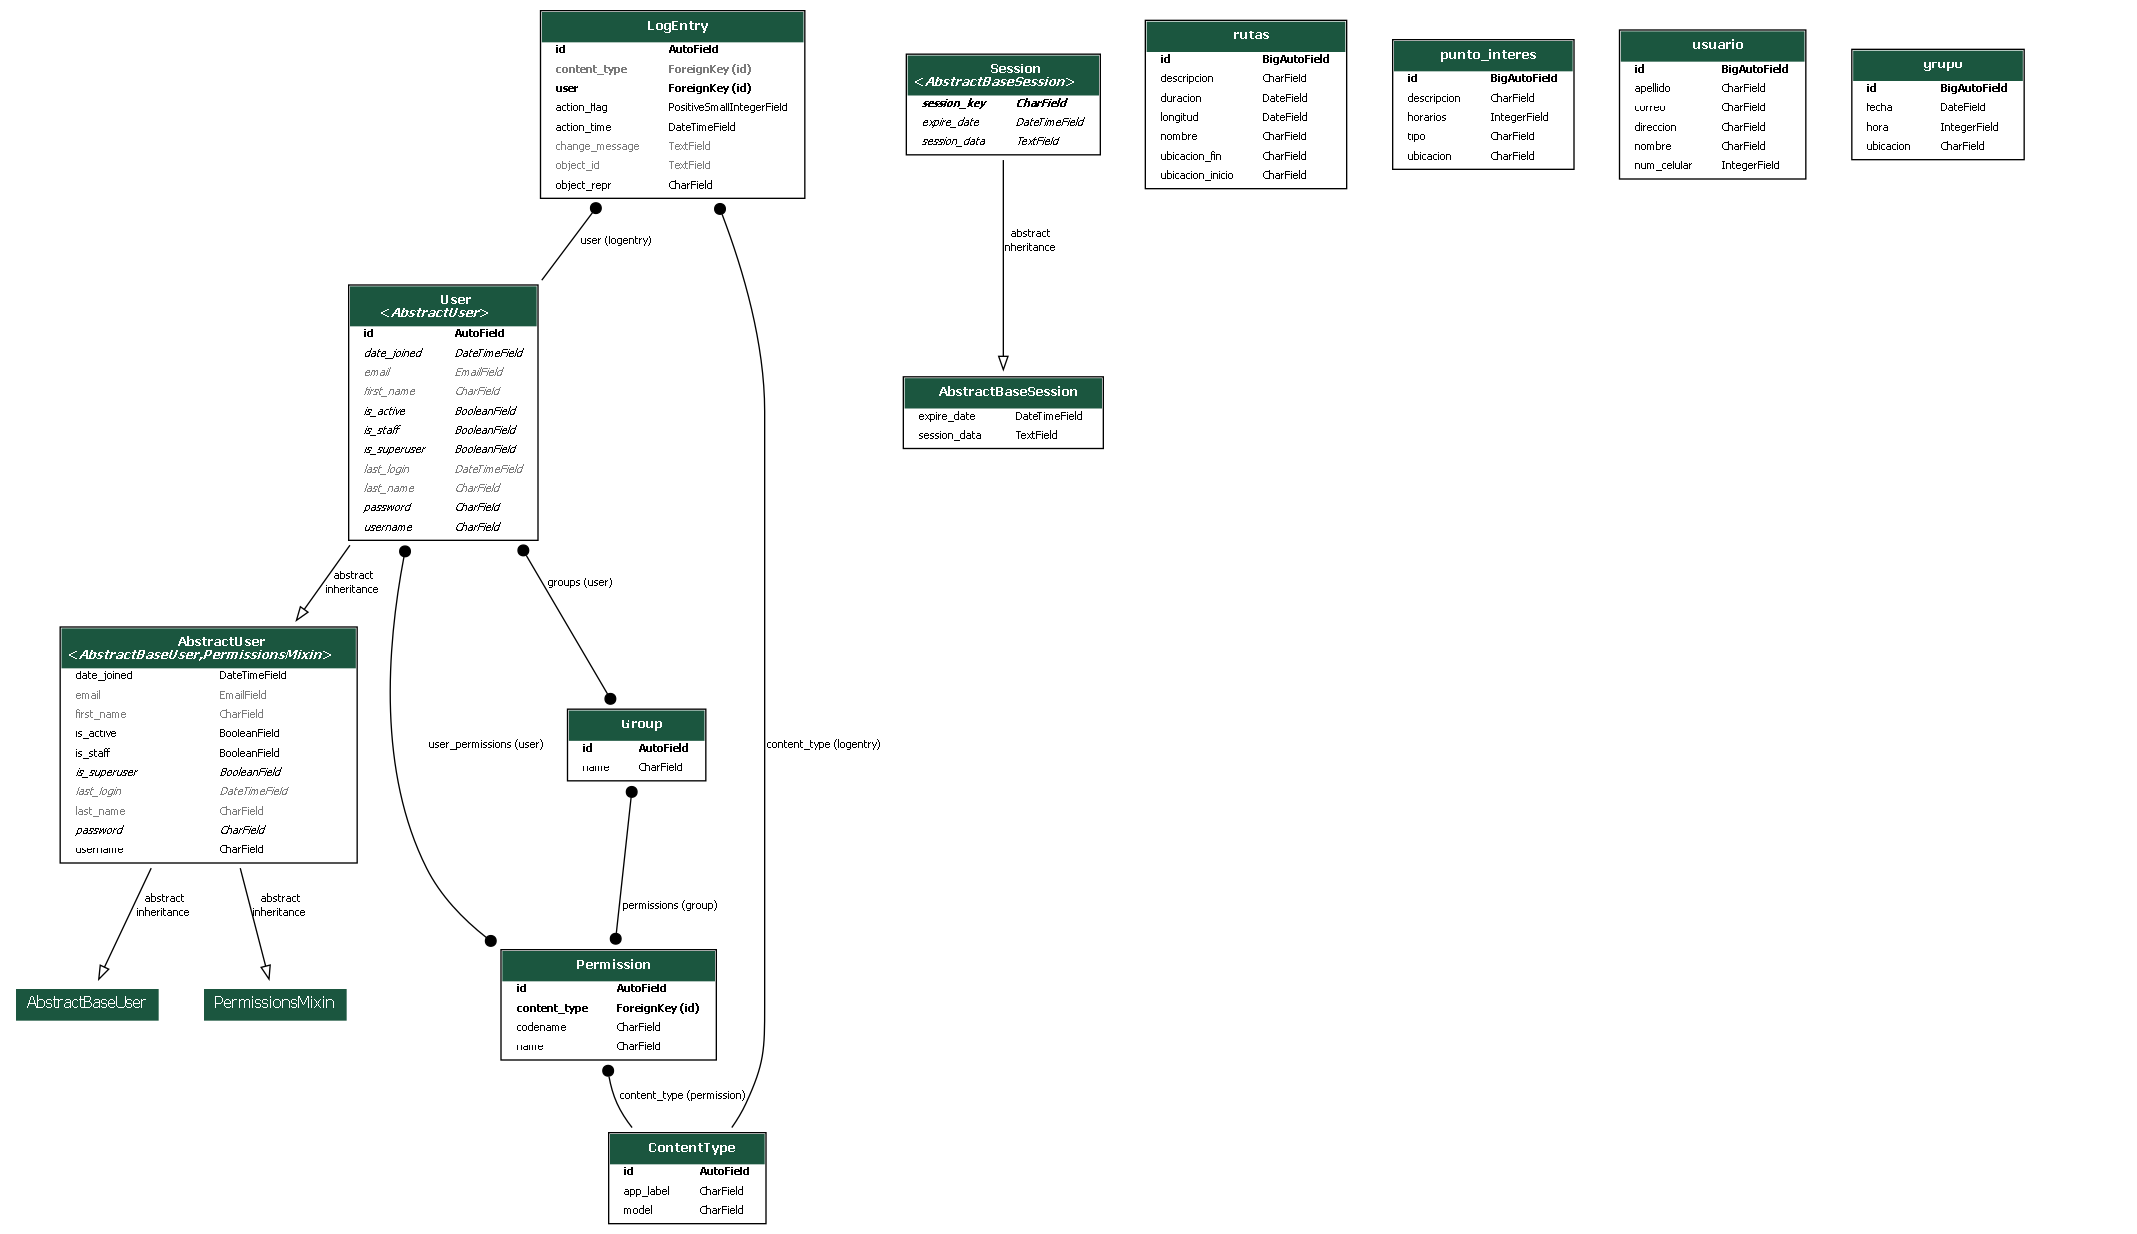 LogEntry
id AutoField
content_type ForeignKey (id)
user ForeignKey (id)
action_flag PositiveSmallIntegerField
action_time DateTimeField
change_message TextField
object_id TextField
object_repr CharField
user (logentry)
User
<AbstractUser>
id AutoField
date_joined DateTimeField
email EmailField
first_name CharField
is_active BooleanField
is_staff BooleanField
is_superuser BooleanField
last_login DateTimeField
last_name CharField
password CharField
username CharField
abstract
inheritance
groups (user)
AbstractUser
<AbstractBaseUser,PermissionsMixin>
date_joined DateTimeField
email EmailField
first_name CharField
is_active BooleanField
is_staff BooleanField
is_superuser BooleanField
last_login DateTimeField
last_name CharField
password CharField
username CharField
user_permissions (user)
Group
id AutoField
name CharField
content_type (logentry)
abstract
inheritance
abstract
inheritance
permissions (group)
AbstractBaseUser
PermissionsMixin
Permission
id AutoField
content_type ForeignKey (id)
codename CharField
name CharField
content_type (permission)
ContentType
id AutoField
app_label CharField
model CharField
Session
<AbstractBaseSession>
session_key CharField
expire_date DateTimeField
session_data TextField
abstract
inheritance
AbstractBaseSession
expire_date DateTimeField
session_data TextField
rutas
id BigAutoField
descripcion CharField
duracion DateField
longitud DateField
nombre CharField
ubicacion_fin CharField
ubicacion_inicio CharField
punto_interes
id BigAutoField
descripcion CharField
horarios IntegerField
tipo CharField
ubicacion CharField
usuario
id BigAutoField
apellido CharField
correo CharField
direccion CharField
nombre CharField
num_celular IntegerField
grupo
id BigAutoField
fecha DateField
hora IntegerField
ubicacion CharField